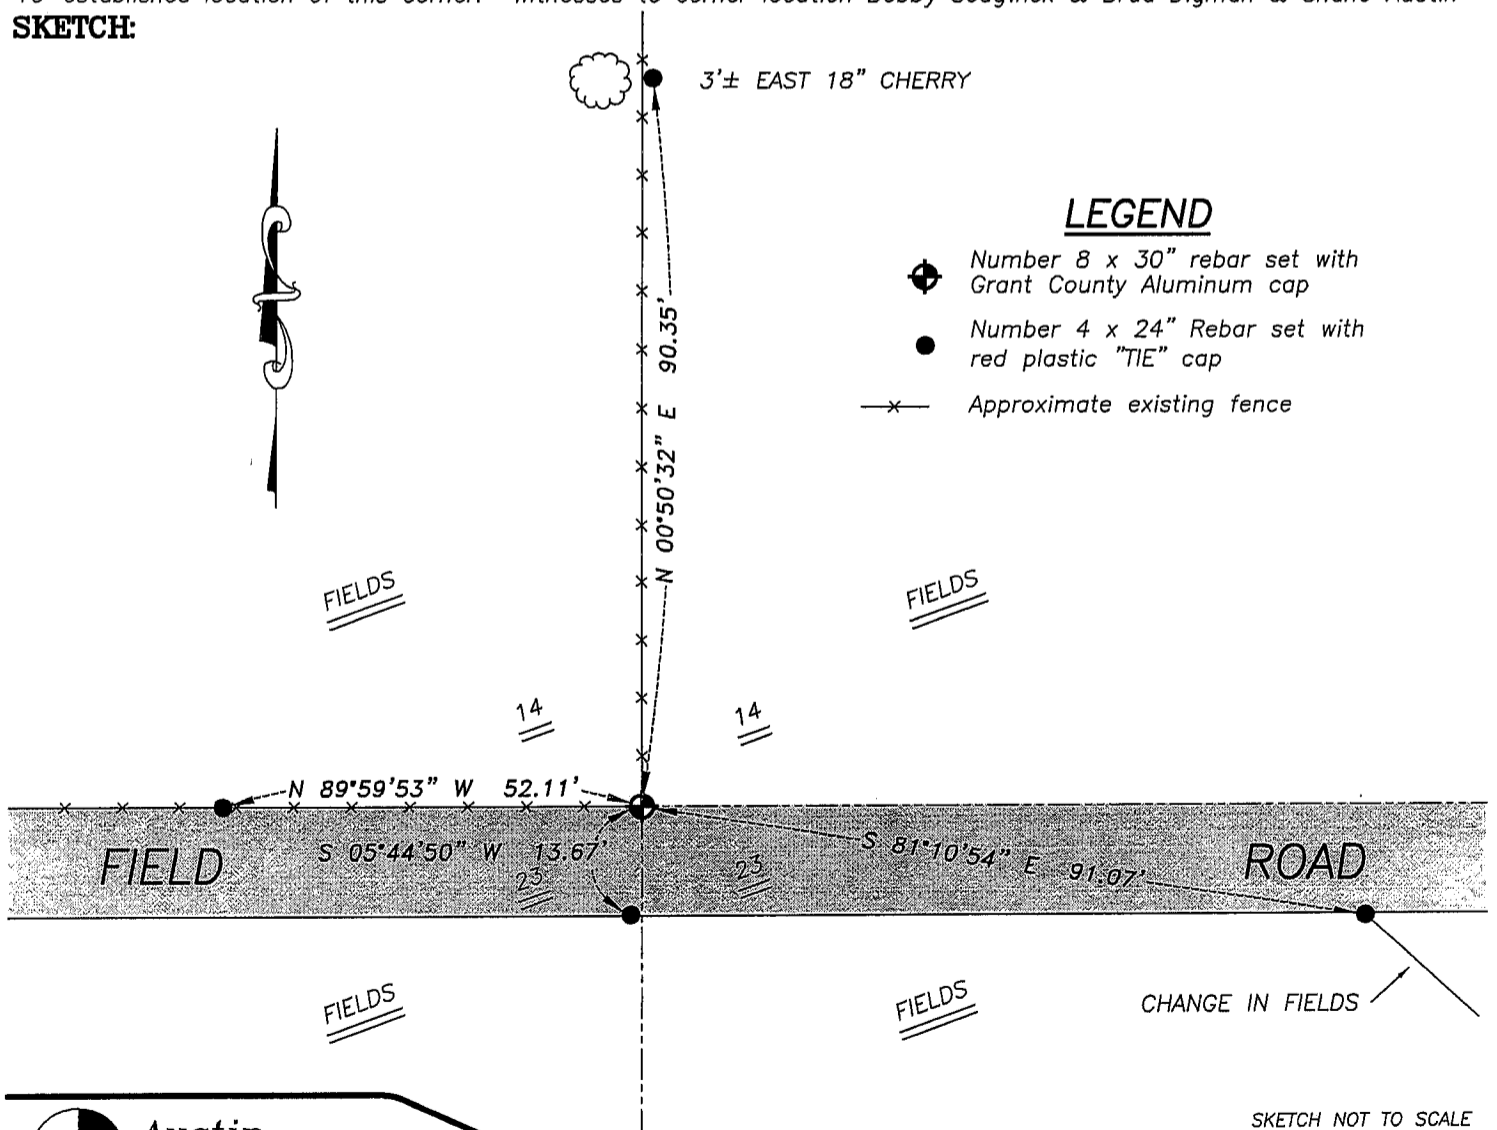 SKETCH:
3'± EAST 18" CHERRY
LEGEND
Number 8 x 30" rebar set with
Grant County Aluminum cap
Number 4 x 24" Rebar set with
red plastic "TIE" cap
Approximate existing fence
N 00°50'32" E 90.35'
FIELDS
FIELDS
14
14
N 89°59'53" W 52.11'
S 05°44'50" W 13.67'
S 81°10'54" E 91.07'
FIELD
ROAD
23
23
FIELDS
FIELDS
CHANGE IN FIELDS
SKETCH NOT TO SCALE